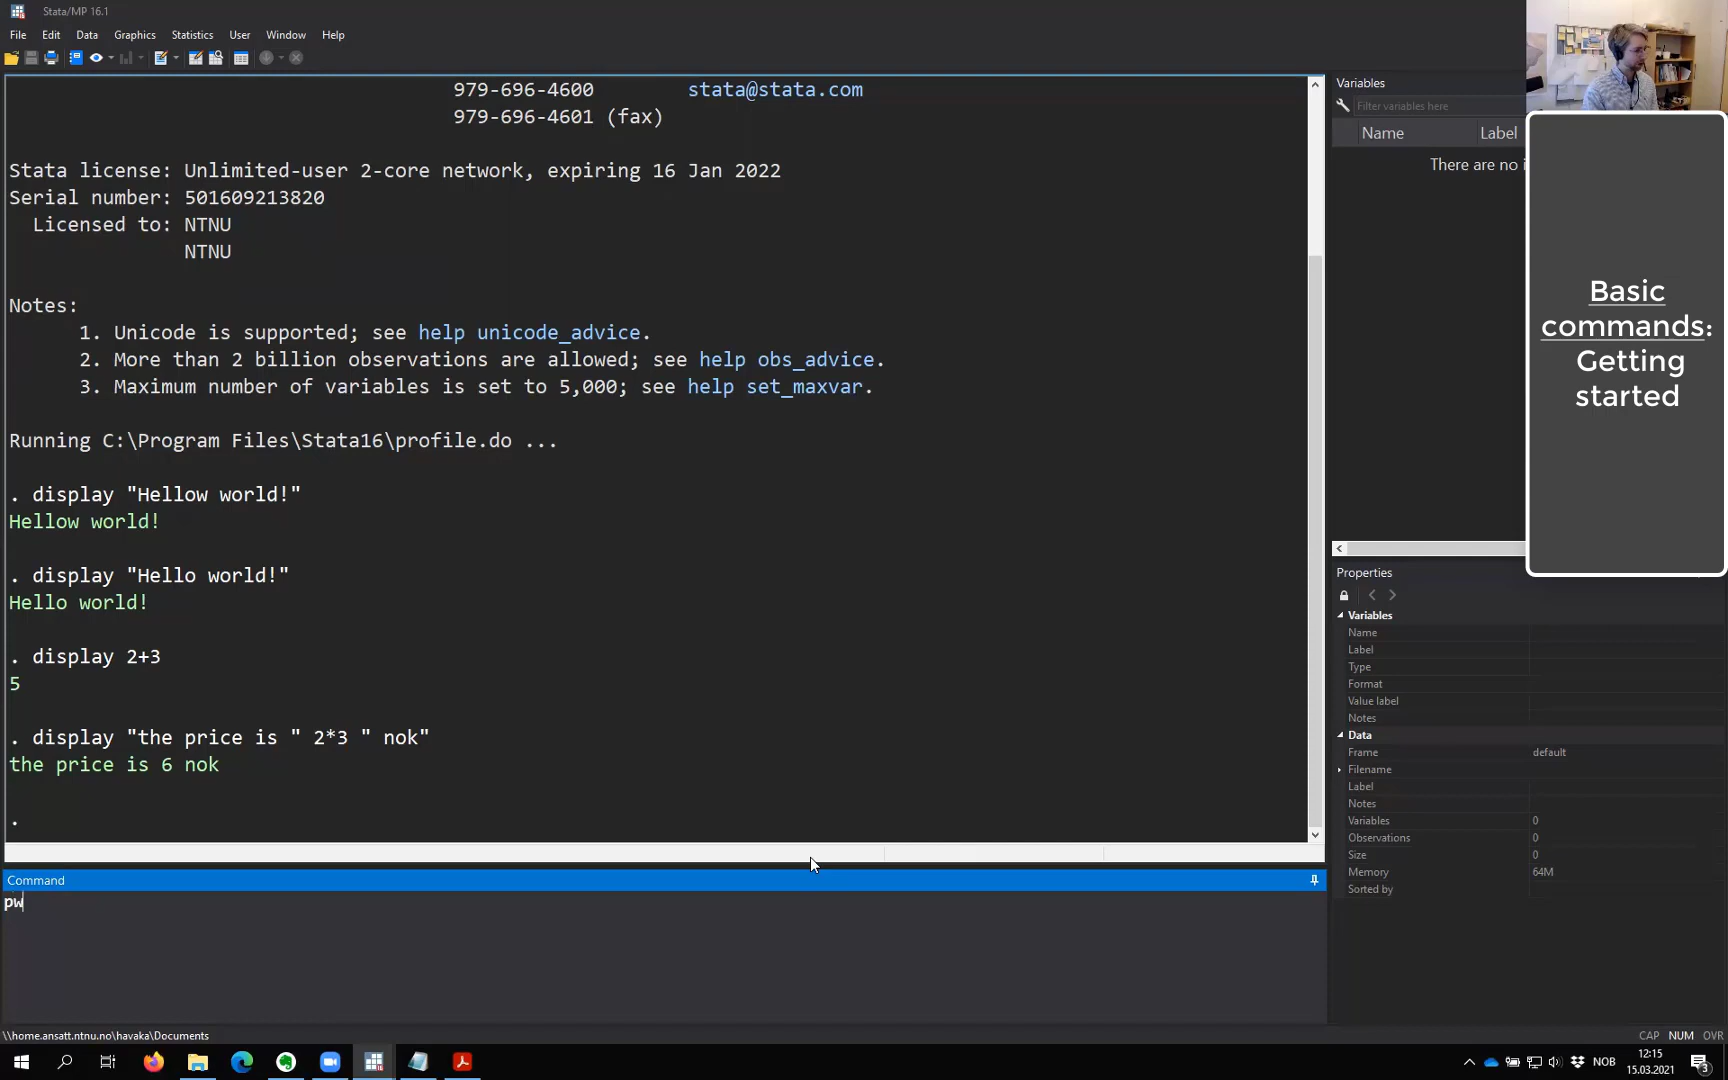 Stata/MP 16.1
File Edit Data Graphics Statistics User Window Help
979-696-4600 stata@stata.com
979-696-4601 (fax)
Stata license: Unlimited-user 2-core network, expiring 16 Jan 2022
Serial number: 501609213820
Licensed to: NTNU
NTNU
Notes:
1. Unicode is supported; see help unicode_advice.
2. More than 2 billion observations are allowed; see help obs_advice.
3. Maximum number of variables is set to 5,000; see help set_maxvar.
Running C:\Program Files\Stata16\profile.do ...
. display "Hellow world!"
Hellow world!
. display "Hello world!"
Hello world!
. display 2+3
5
. display "the price is " 2*3 " nok"
the price is 6 nok
.
Command
pw
Variables
Filter variables here
Name Label
There are no i
Basic
commands:
Getting
started
Properties
Variables
Name
Label
Type
Format
Value label
Notes
Data
Frame default
Filename
Label
Notes
Variables 0
Observations 0
Size 0
Memory 64M
Sorted by
\\home.ansatt.ntnu.no\havaka\Documents
CAP NUM OVR
NOB
12:15
15.03.2021
3